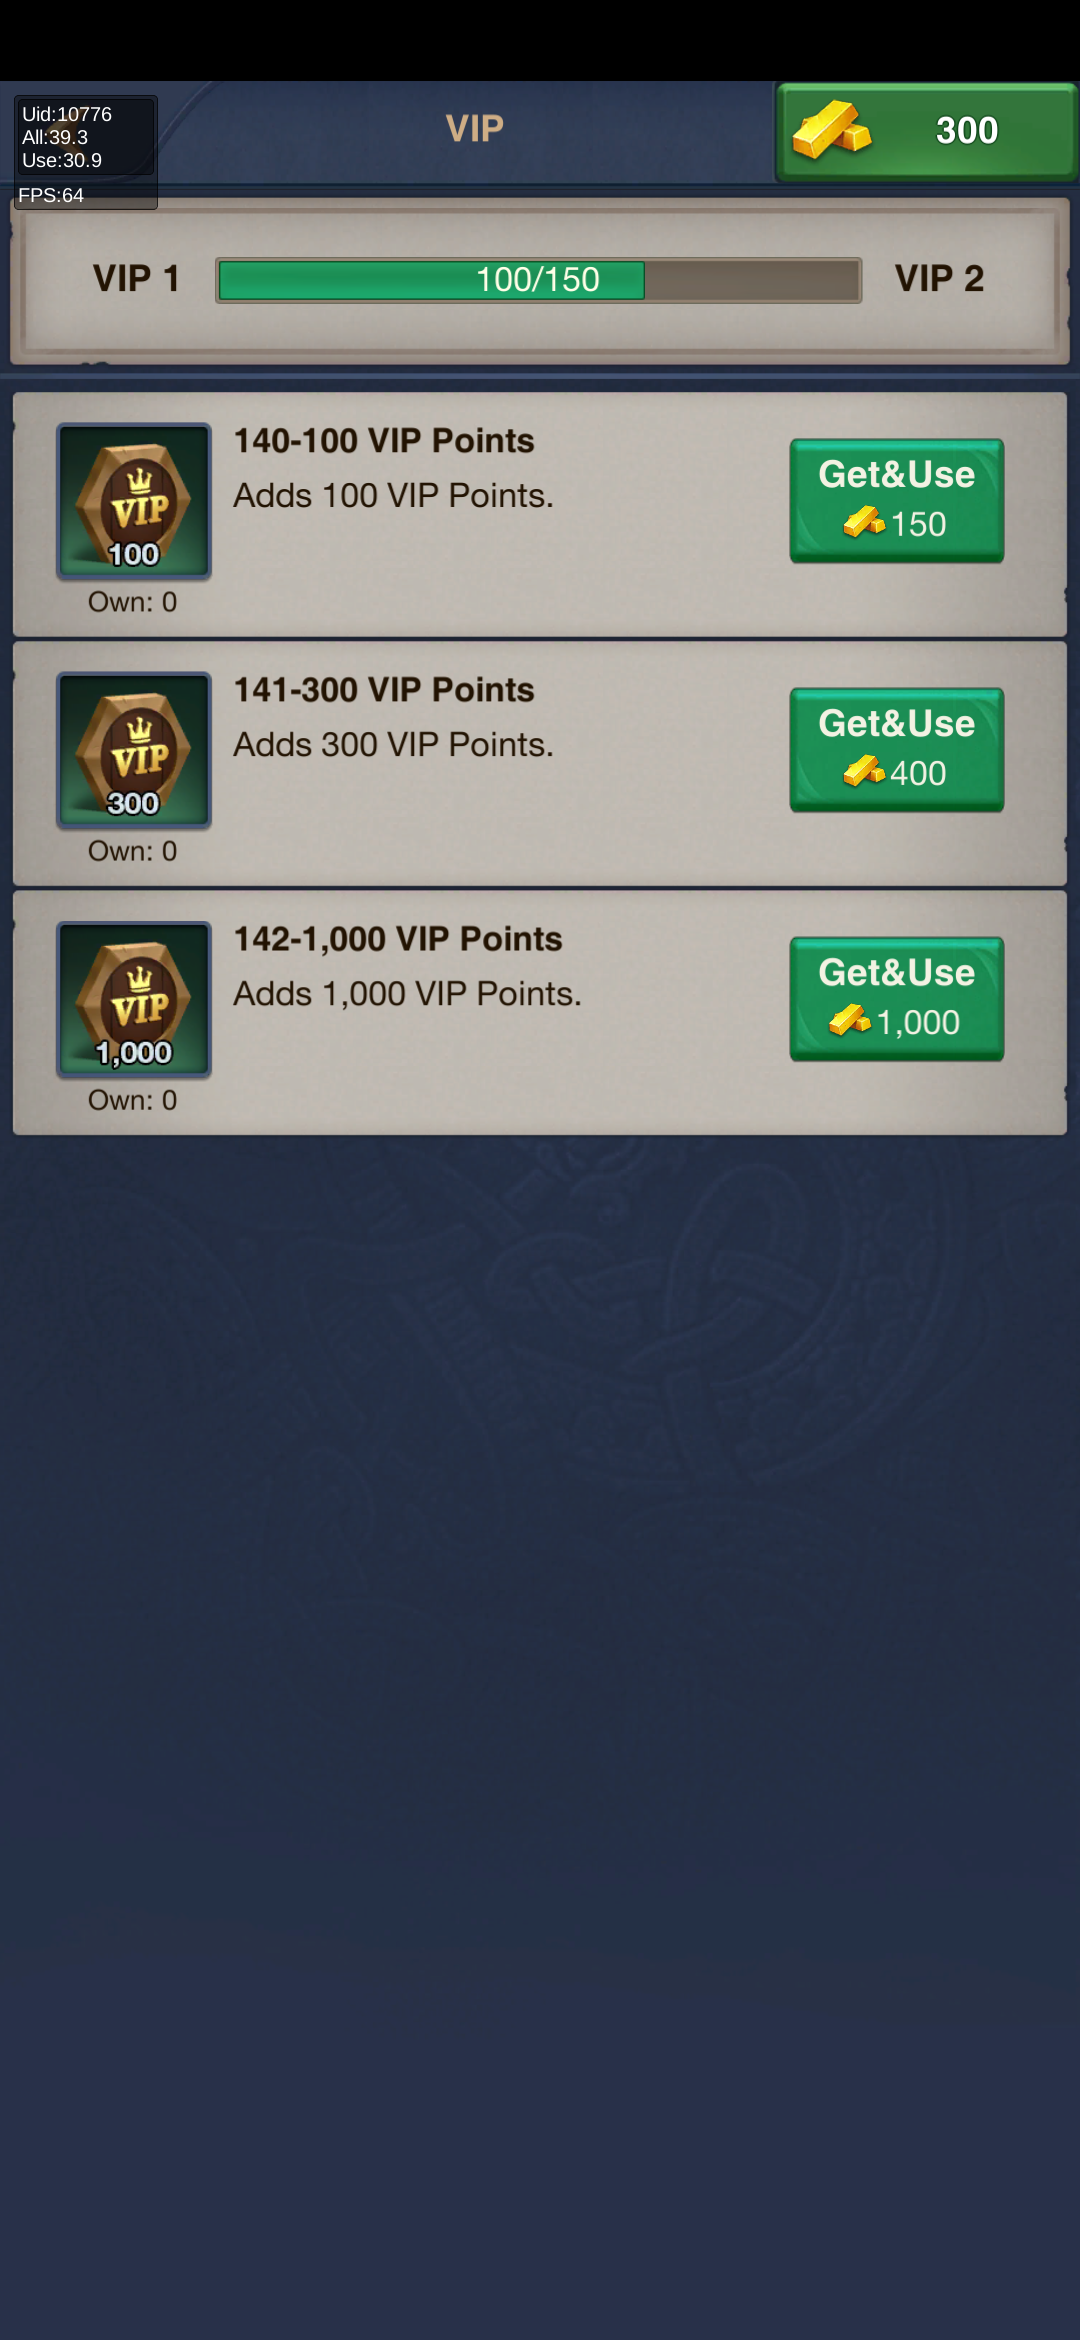 Uid:10776
All:39.3
Use:30.9
FPS:64
VIP
300
VIP 1
100/150
VIP 2
140-100 VIP Points
Adds 100 VIP Points.
VIP
100
Own: 0
Get&Use
150
141-300 VIP Points
Adds 300 VIP Points.
VIP
300
Own: 0
Get&Use
400
142-1,000 VIP Points
Adds 1,000 VIP Points.
VIP
1,000
Own: 0
Get&Use
1,000